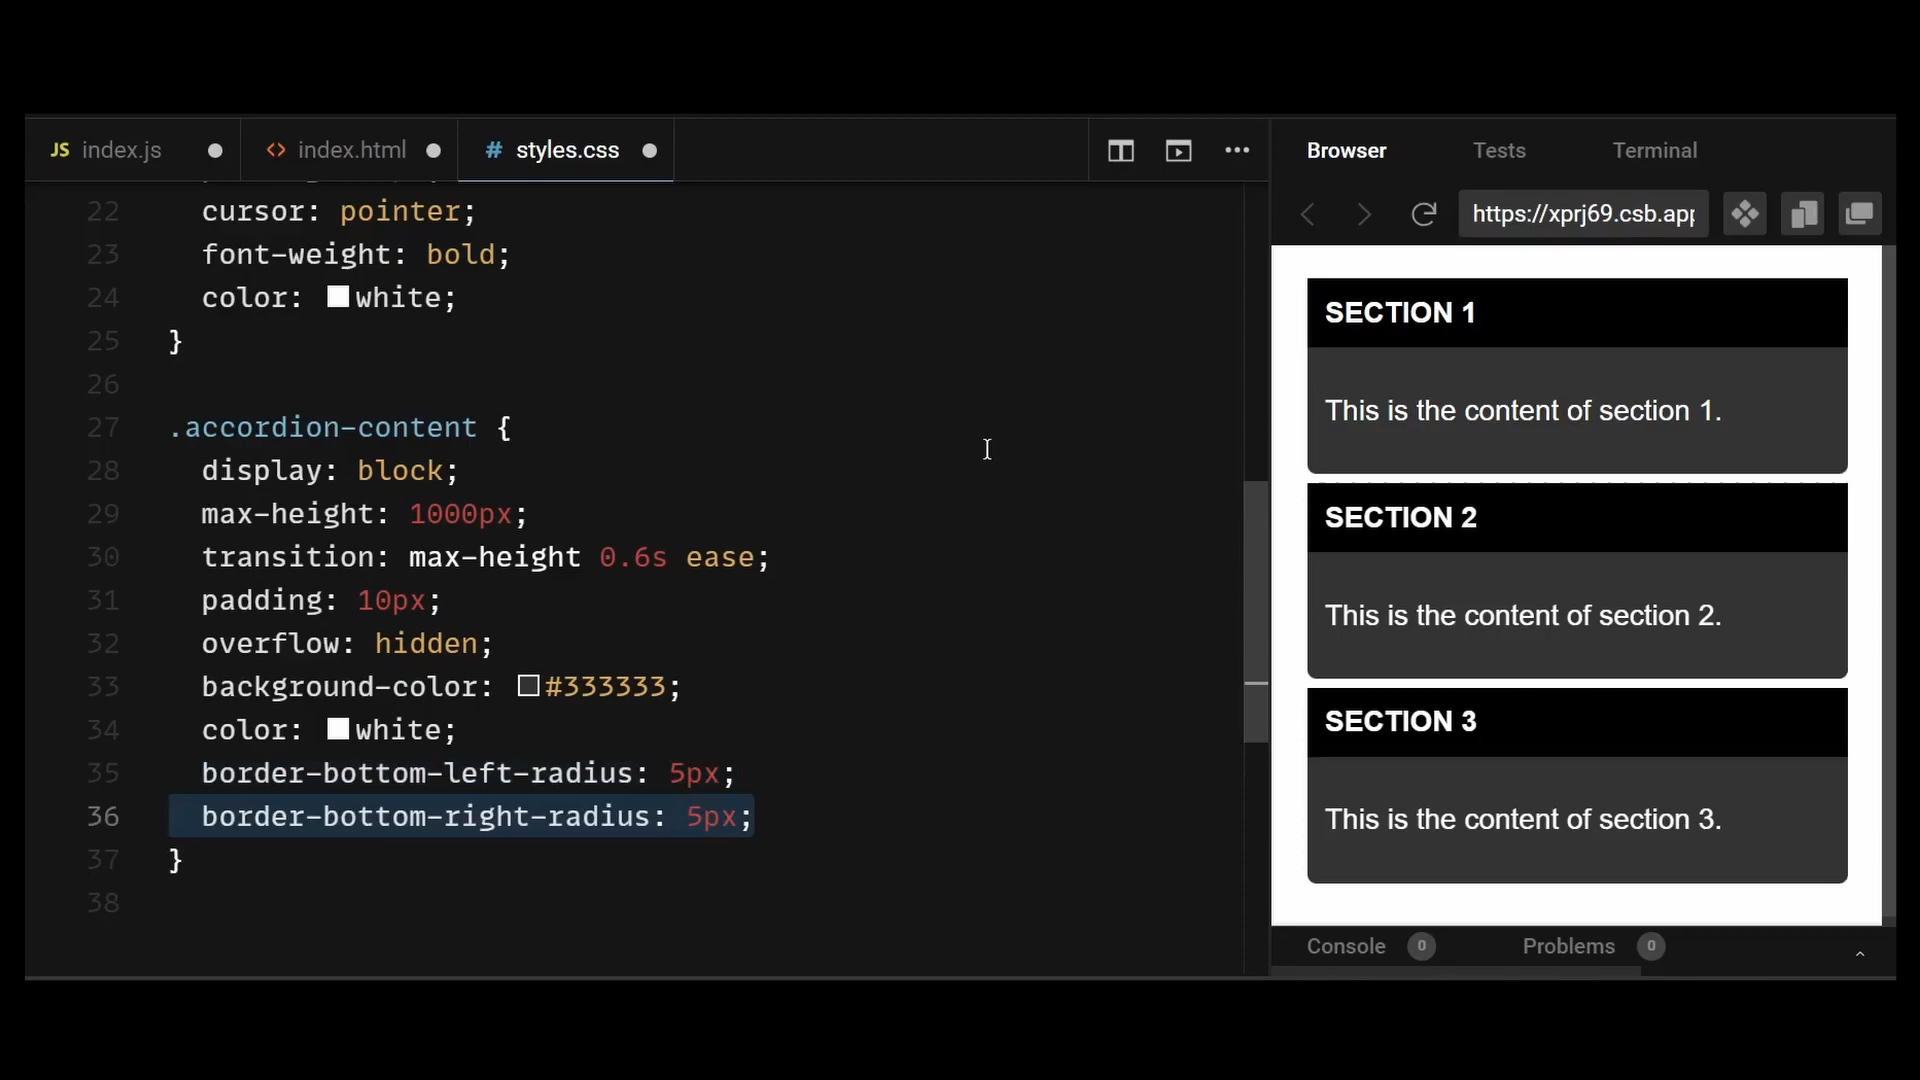 JS index.js
<> index.html
# styles.css
22 cursor: pointer;
23 font-weight: bold;
24 color: white;
25 }
26
27 .accordion-content {
28 display: block;
29 max-height: 1000px;
30 transition: max-height 0.6s ease;
31 padding: 10px;
32 overflow: hidden;
33 background-color: #333333;
34 color: white;
35 border-bottom-left-radius: 5px;
36 border-bottom-right-radius: 5px;
37 }
38
Browser Tests Terminal
https://xprj69.csb.app
SECTION 1
This is the content of section 1.
SECTION 2
This is the content of section 2.
SECTION 3
This is the content of section 3.
Console 0 Problems 0